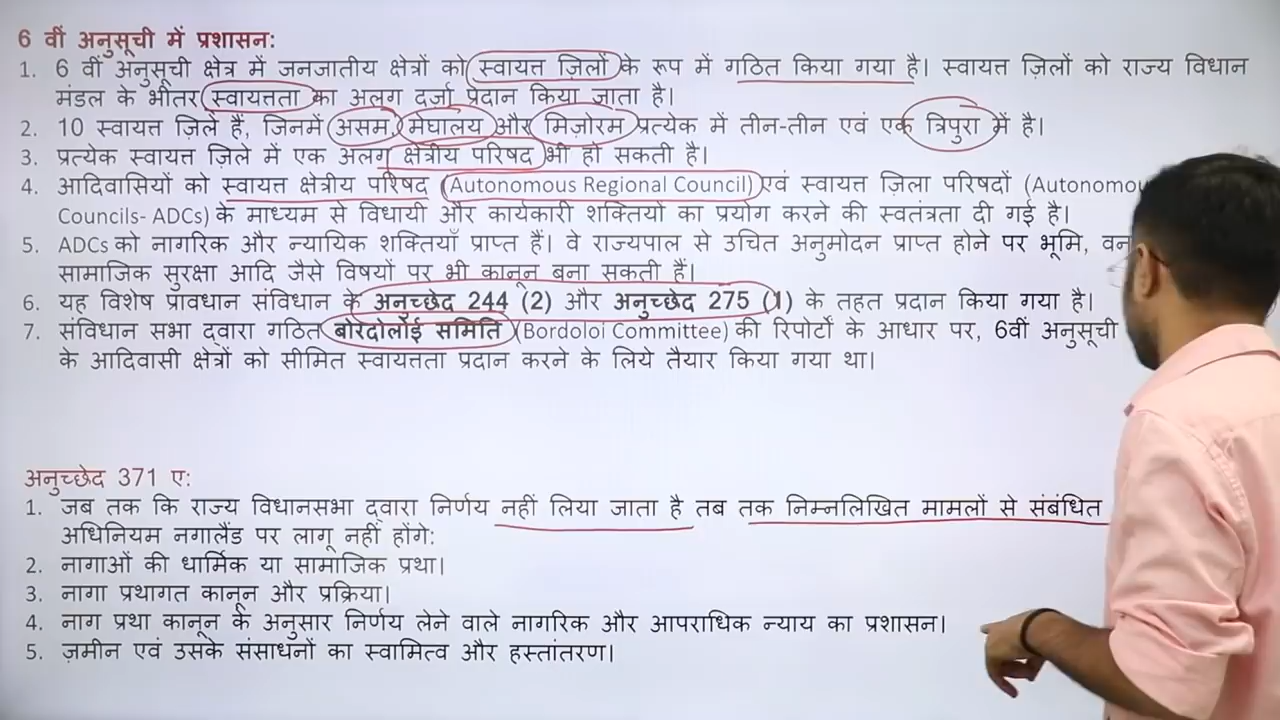 6 वीं अनुसूची में प्रशासन:
1. 6 वीं अनुसूची क्षेत्र में जनजातीय क्षेत्रों को स्वायत्त ज़िलों के रूप में गठित किया गया है। स्वायत्त ज़िलों को राज्य विधान
मंडल के भीतर स्वायत्तता का अलग दर्जा प्रदान किया जाता है।
2. 10 स्वायत्त ज़िले हैं, जिनमें असम, मेघालय और मिज़ोरम प्रत्येक में तीन-तीन एवं एक त्रिपुरा में है।
3. प्रत्येक स्वायत्त ज़िले में एक अलग क्षेत्रीय परिषद भी हो सकती है।
4. आदिवासियों को स्वायत्त क्षेत्रीय परिषद (Autonomous Regional Council) एवं स्वायत्त ज़िला परिषदों
Councils- ADCs) के माध्यम से विधायी और कार्यकारी शक्तियों का प्रयोग करने की स्वतंत्रता दी गई है।
5. ADCs को नागरिक और न्यायिक शक्तियाँ प्राप्त हैं। वे राज्यपाल से उचित अनुमोदन प्राप्त होने पर भूमि, वन
सामाजिक सुरक्षा आदि जैसे विषयों पर भी कानून बना सकती हैं।
6. यह विशेष प्रावधान संविधान के अनुच्छेद 244 (2) और अनुच्छेद 275 (1) के तहत प्रदान किया गया है।
7. संविधान सभा द्वारा गठित बोरदोलोई समिति (Bordoloi Committee) की रिपोर्टों के आधार पर, 6वीं अनुसूची
के आदिवासी क्षेत्रों को सीमित स्वायत्तता प्रदान करने के लिये तैयार किया गया था।
अनुच्छेद 371 ए:
1. जब तक कि राज्य विधानसभा द्वारा निर्णय नहीं लिया जाता है तब तक निम्नलिखित मामलों से संबंधित
अधिनियम नगालैंड पर लागू नहीं होंगे:
2. नागाओं की धार्मिक या सामाजिक प्रथा।
3. नागा प्रथागत कानून और प्रक्रिया।
4. नाग प्रथा कानून के अनुसार निर्णय लेने वाले नागरिक और आपराधिक न्याय का प्रशासन।
5. ज़मीन एवं उसके संसाधनों का स्वामित्व और हस्तांतरण।